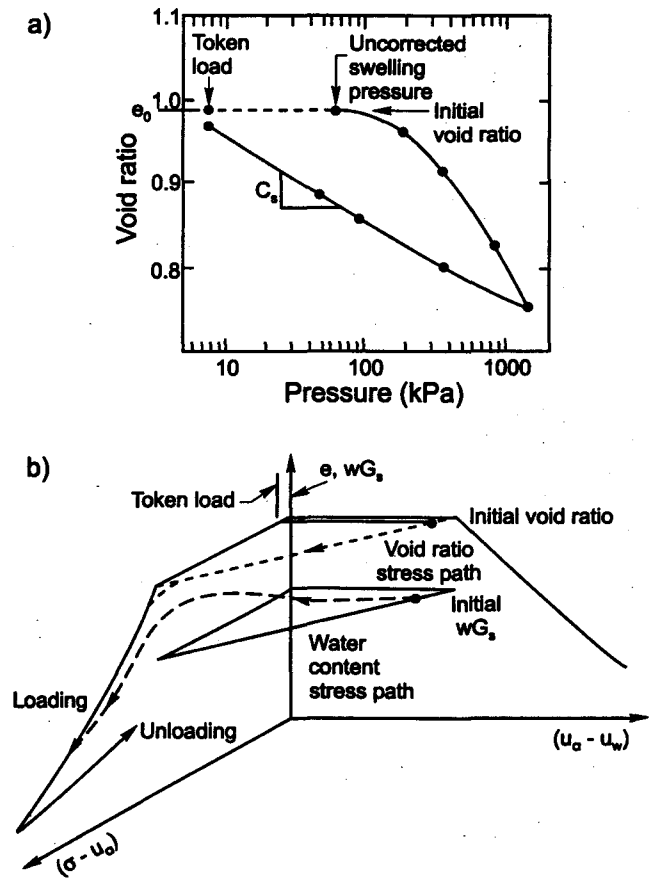 a)
1.1
Token
load
Uncorrected
swelling
pressure
1.0
e₀
Initial
void ratio
Void ratio
0.9
Cₛ
0.8
10
100
1000
Pressure (kPa)
b)
e, wGₛ
Token load
Initial void ratio
Void ratio
stress path
Initial
wGₛ
Water
content
stress path
Loading
Unloading
(uₐ - u_w)
(σ - uₐ)